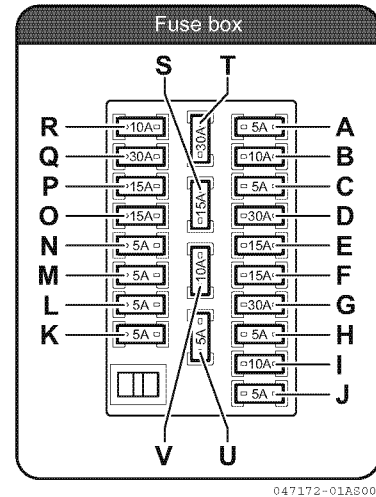 Fuse box
S T
R 10A 30A 5A A
Q 30A 10A B
P 15A 15A 5A C
O 15A 30A D
N 5A 15A E
M 5A 10A 15A F
L 5A 30A G
K 5A 5A 5A H
10A I
5A J
V U
047172-01AS00